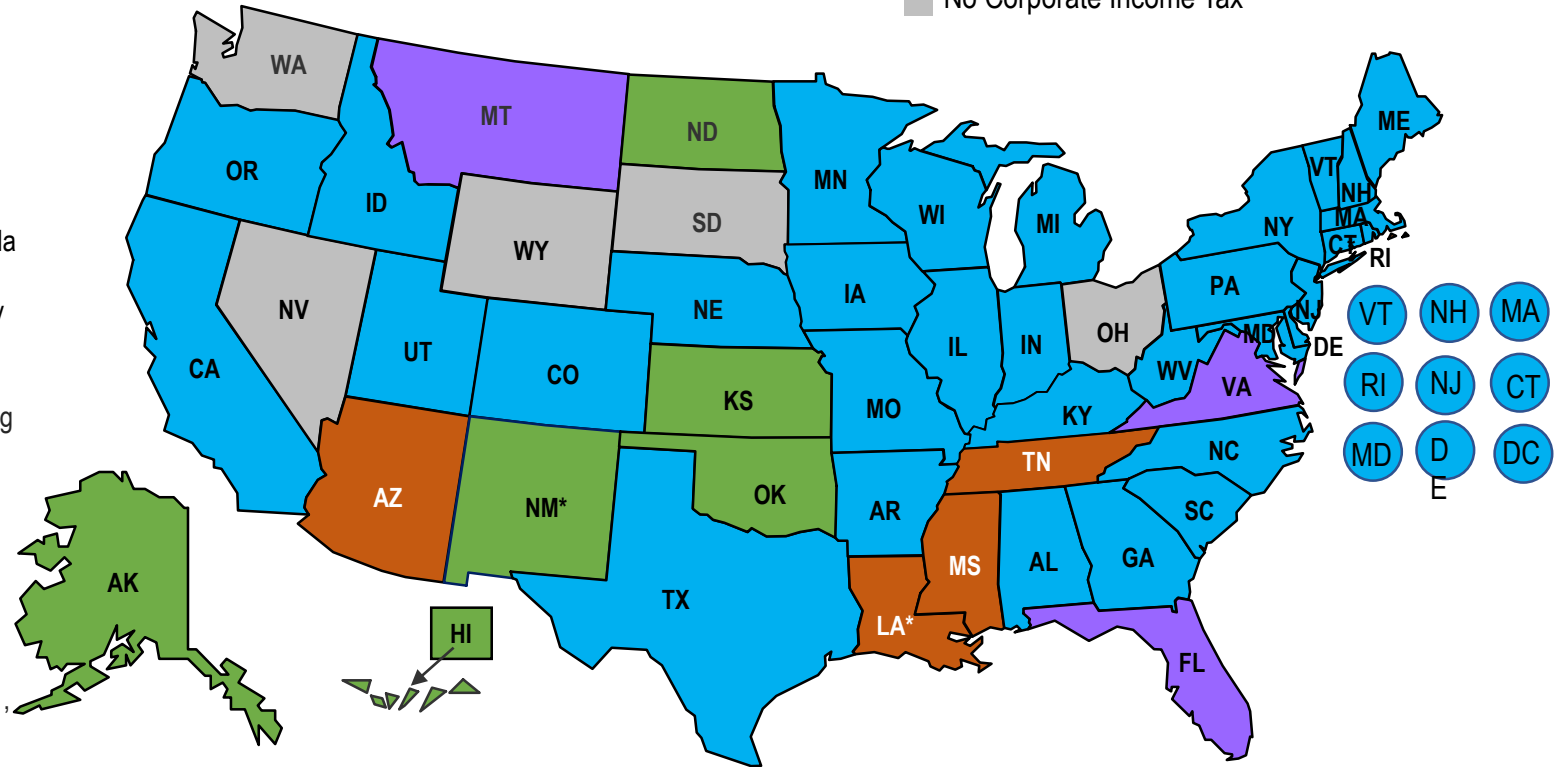 No Corporate Income Tax
WA
MT
ND
ME
OR
MN
VT
ID
WI
NH
SD
MI
MA
NY
da
WY
CT
RI
PA
IA
NV
NE
NJ
VT
NH
MA
OH
MD
UT
IL
IN
DE
CA
CO
WV
RI
NJ
CT
VA
KS
MO
KY
g
NC
MD
D
E
DC
TN
AZ
OK
NM*
AR
SC
MS
AL
GA
AK
TX
HI
LA*
FL
,